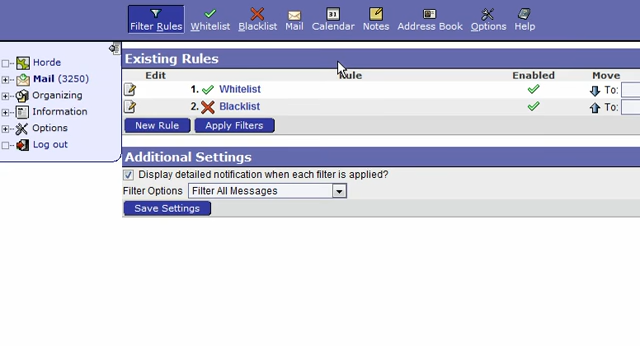 Filter Rules Whitelist Blacklist Mail Calendar Notes Address Book Options Help
31
Horde
Mail (3250)
Organizing
Information
Options
Log out
Existing Rules
Edit Rule Enabled Move
1. Whitelist To:
2. Blacklist To:
New Rule Apply Filters
Additional Settings
Display detailed notification when each filter is applied?
Filter Options Filter All Messages
Save Settings